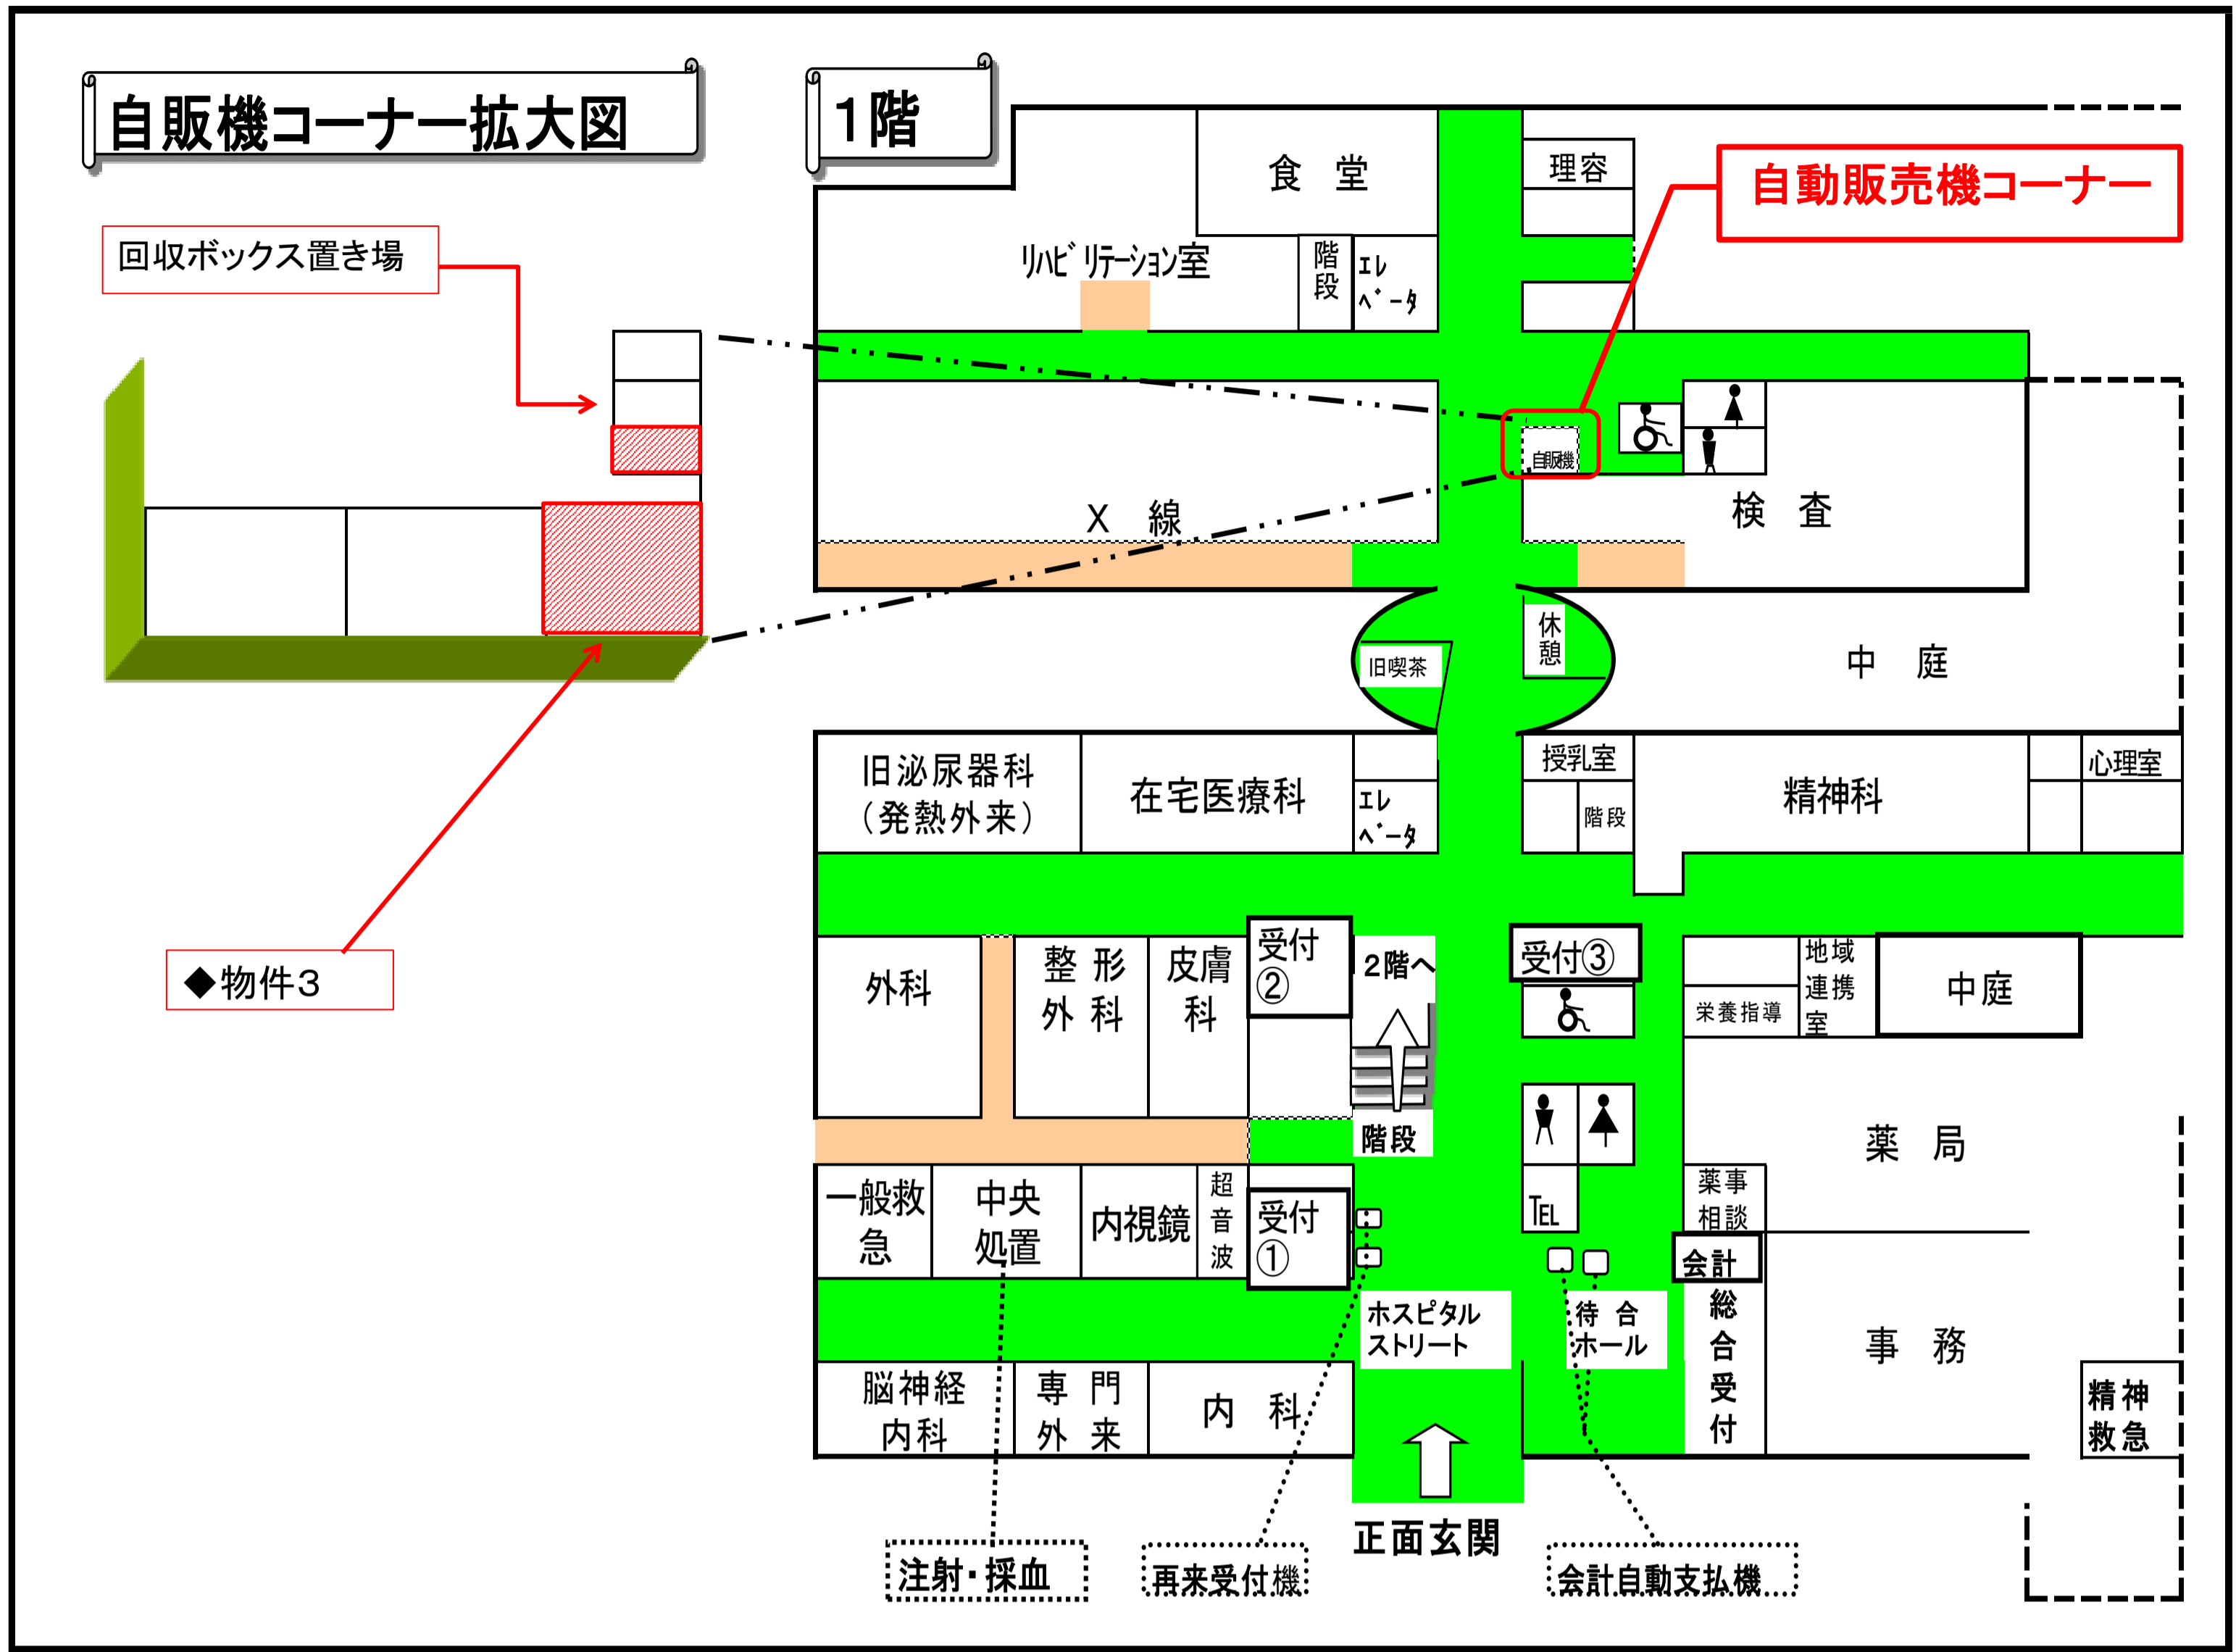 自販機コーナー拡大図
1階
食 堂
理容
自動販売機コーナー
回収ボックス置き場
リハビリテーション室
階段
エレベータ
自販機
X 線
検 査
休憩
旧喫茶
中 庭
旧泌尿器科
(発熱外来)
在宅医療科
エレベータ
授乳室
階段
精神科
心理室
◆物件3
外科
整 形
外 科
皮膚
科
受付
②
2階へ
受付③
地域
連携
室
栄養指導
中庭
階段
薬 局
一般救
急
中央
処置
内視鏡
超音波
受付
①
TEL
薬事
相談
会計
ホスピタル
ストリート
待 合
ホール
総合受付
事 務
脳神経
内科
専 門
外 来
内 科
精神
救急
正面玄関
注射・採血
再来受付機
会計自動支払機